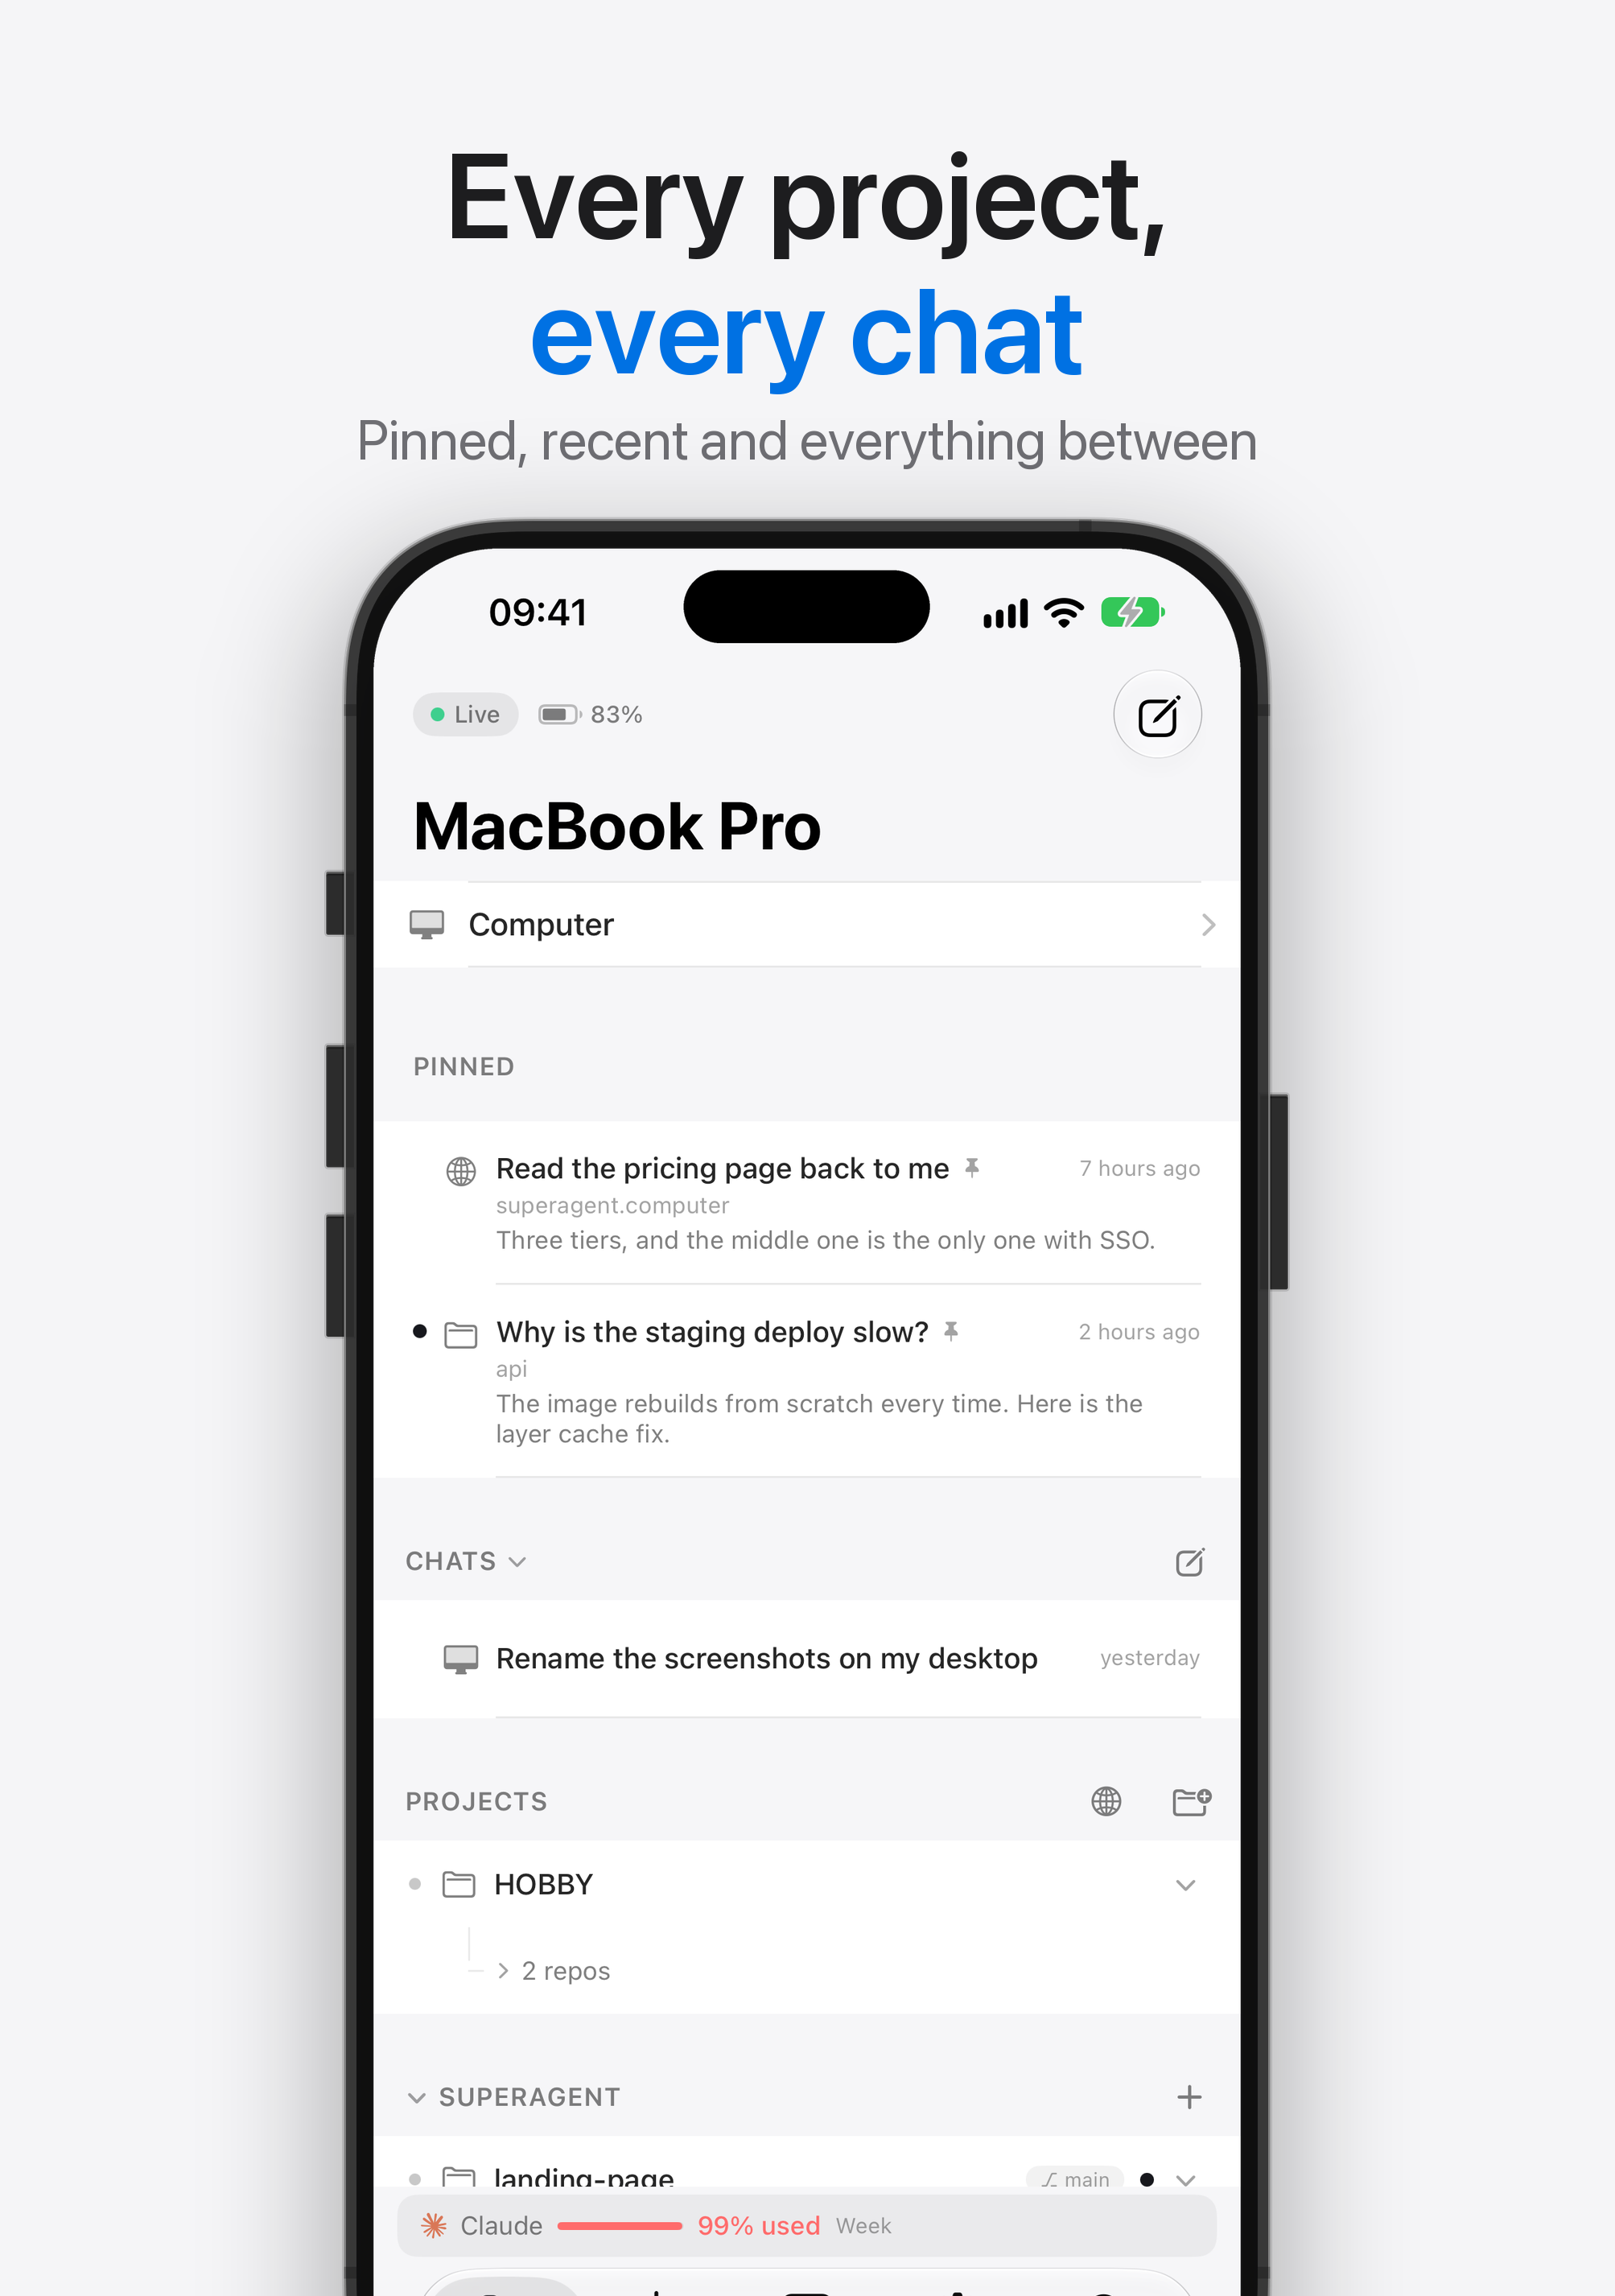 Every project,
every chat
Pinned, recent and everything between
09:41
Live 83%
MacBook Pro
Computer
PINNED
Read the pricing page back to me 7 hours ago
superagent.computer
Three tiers, and the middle one is the only one with SSO.
Why is the staging deploy slow? 2 hours ago
api
The image rebuilds from scratch every time. Here is the
layer cache fix.
CHATS
Rename the screenshots on my desktop yesterday
PROJECTS
HOBBY
2 repos
SUPERAGENT
landing-page main
Claude 99% used Week